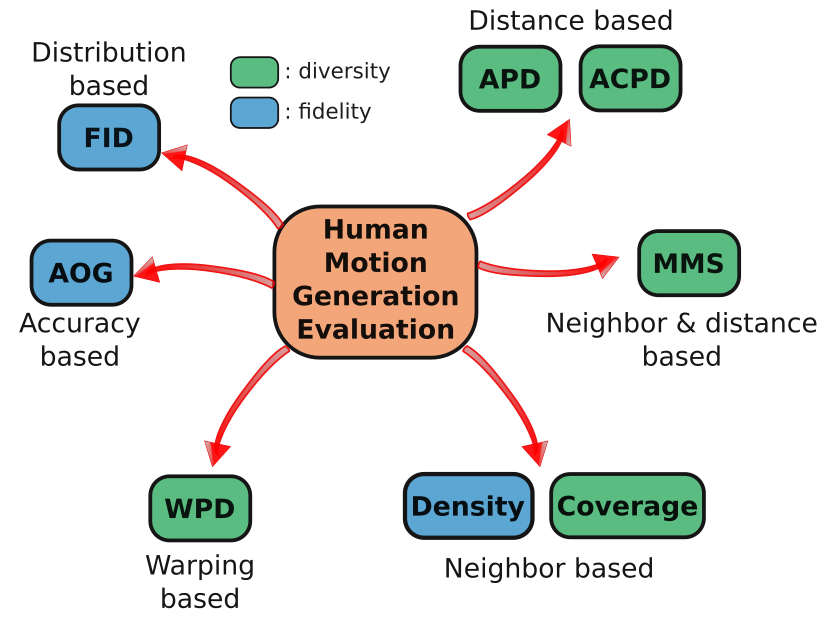 Distance based
APD
ACPD
Distribution
based
: diversity
: fidelity
FID
Human
Motion
Generation
Evaluation
AOG
Accuracy
based
MMS
Neighbor & distance
based
WPD
Warping
based
Density
Coverage
Neighbor based